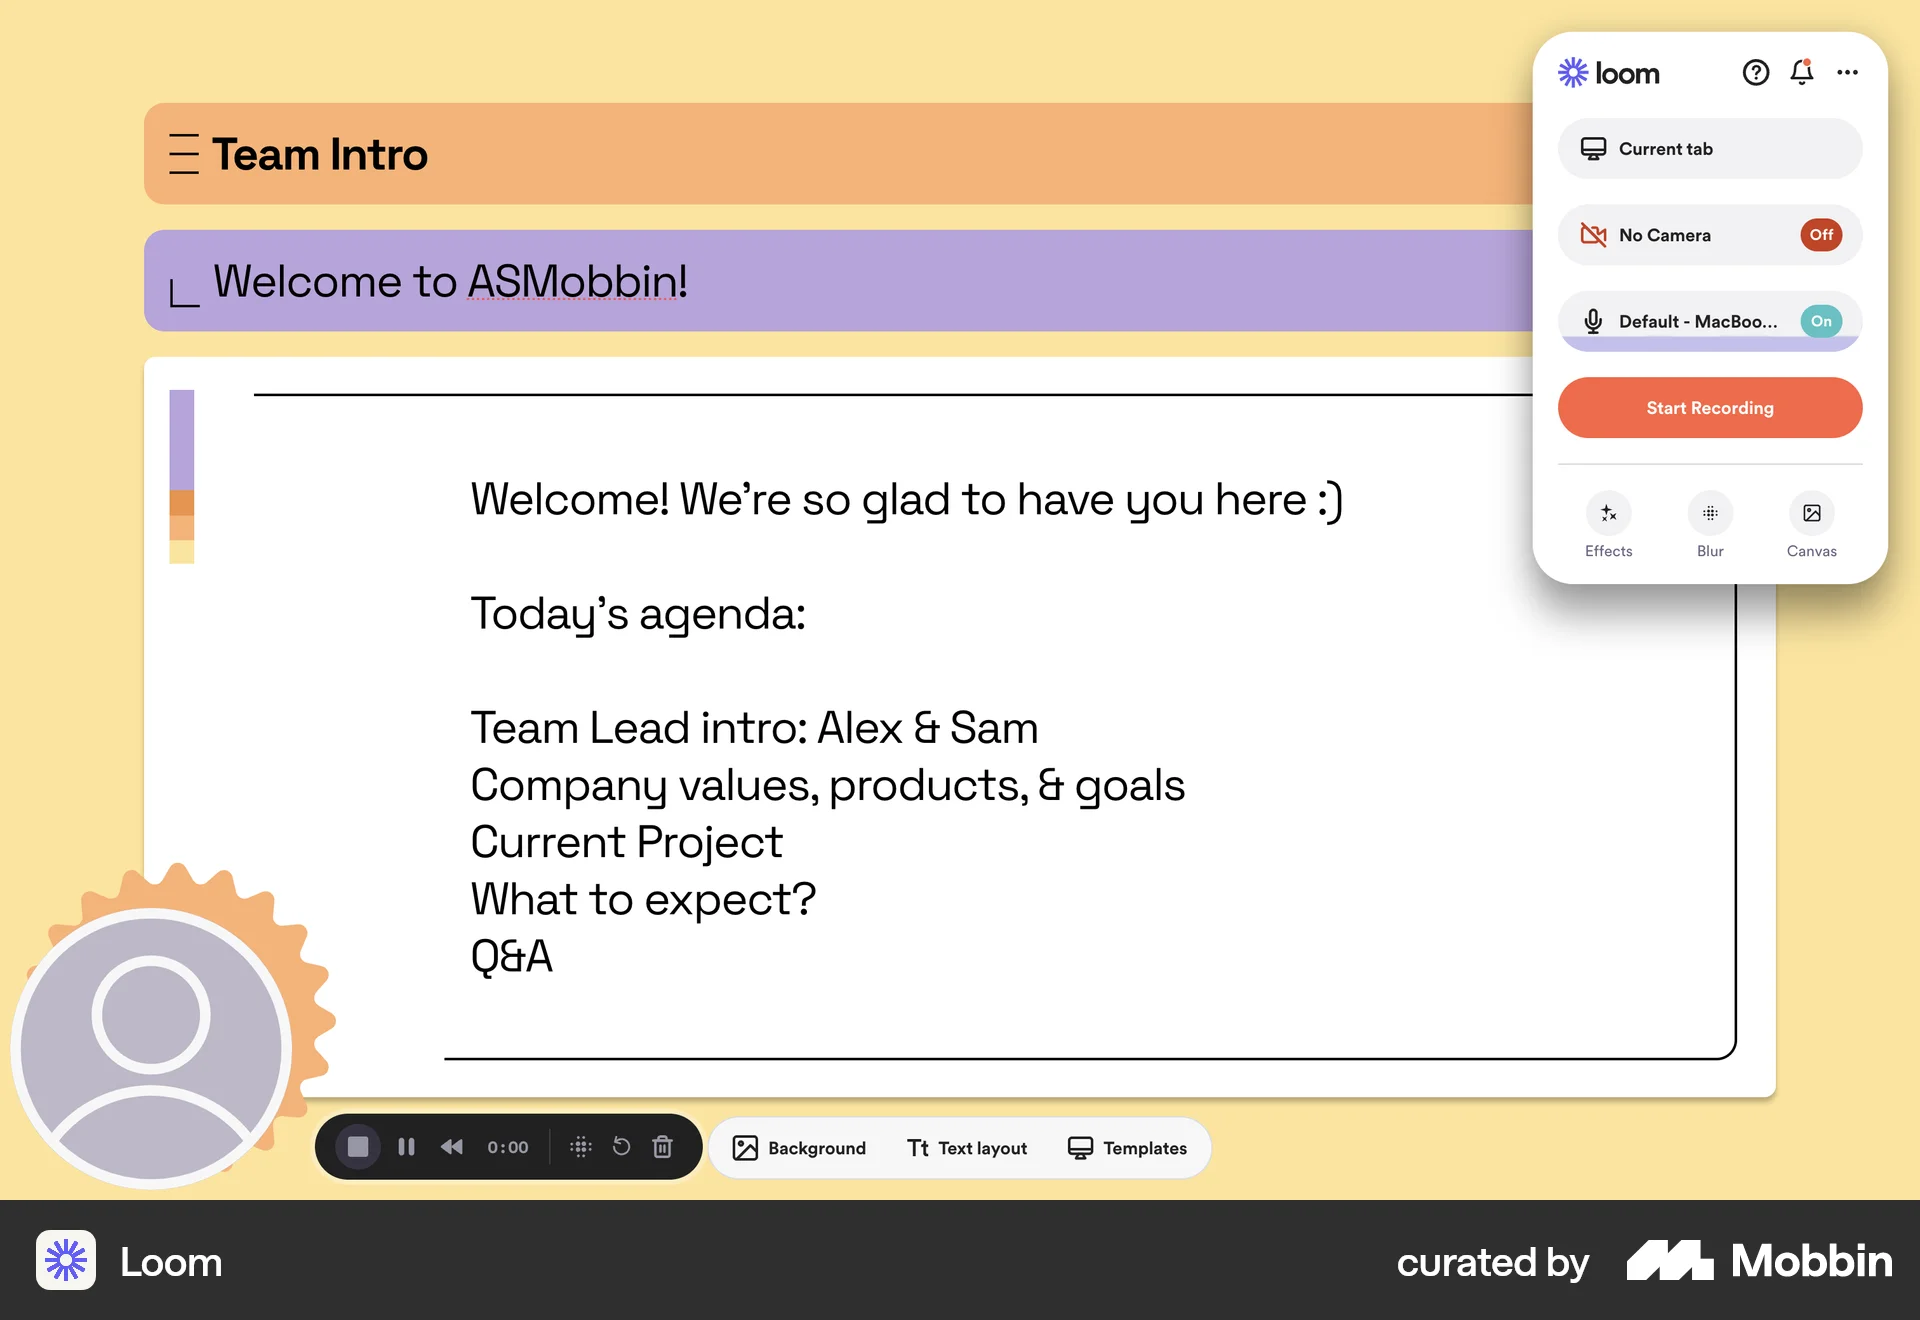 Team Intro
Welcome to ASMobbin!
Welcome! We’re so glad to have you here :)
Today’s agenda:
Team Lead intro: Alex & Sam
Company values, products, & goals
Current Project
What to expect?
Q&A
loom
Current tab
No Camera Off
Default - MacBoo... On
Start Recording
Effects Blur Canvas
0:00
Background Tt Text layout Templates
Loom
curated by Mobbin